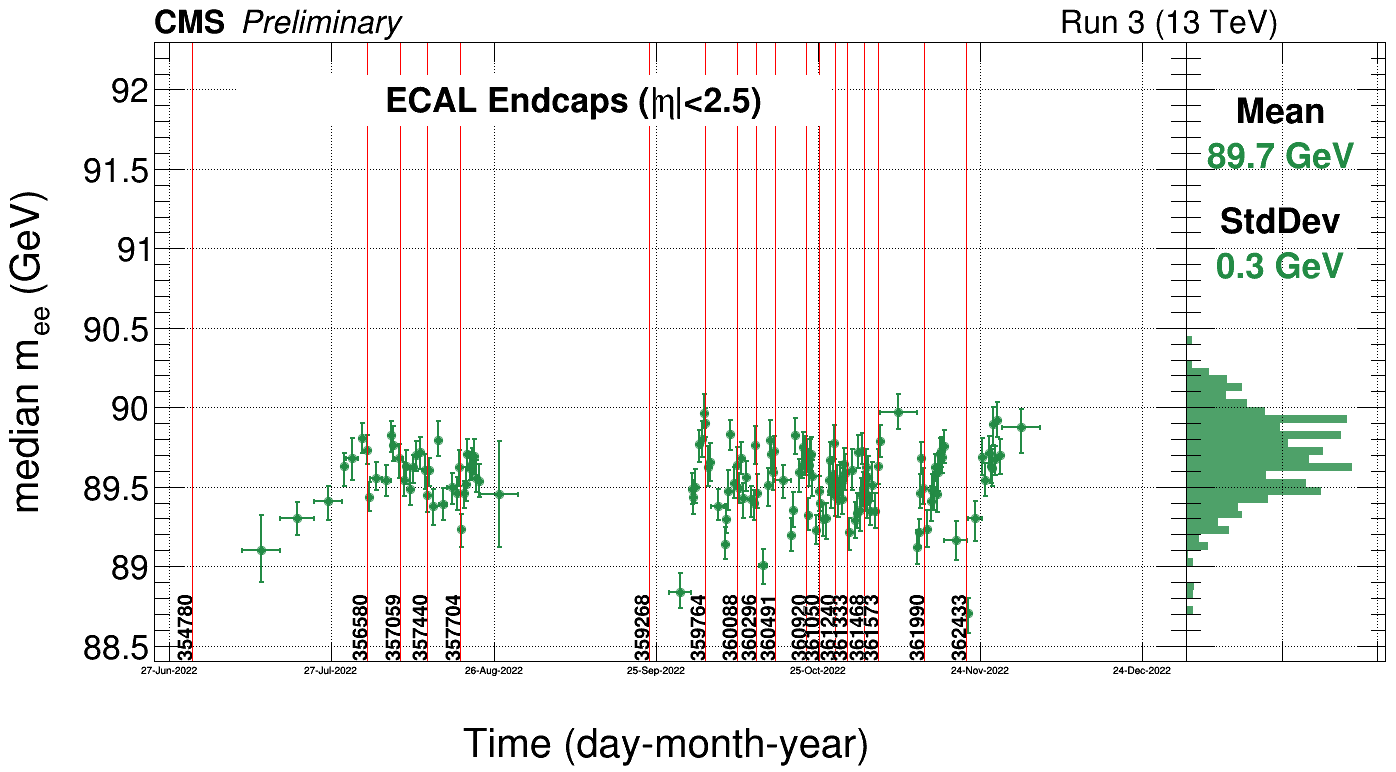 CMS Preliminary Run 3 (13 TeV)
ECAL Endcaps (|η|<2.5)
median mee (GeV)
92
91.5
91
90.5
90
89.5
89
88.5
Mean
89.7 GeV
StdDev
0.3 GeV
354780 356580 357059 357440 357704 359268 359764 360088 360296 360491 360920 361050 361240 361333 361468 361573 361990 362433
27-Jun-2022 27-Jul-2022 26-Aug-2022 25-Sep-2022 25-Oct-2022 24-Nov-2022 24-Dec-2022
Time (day-month-year)